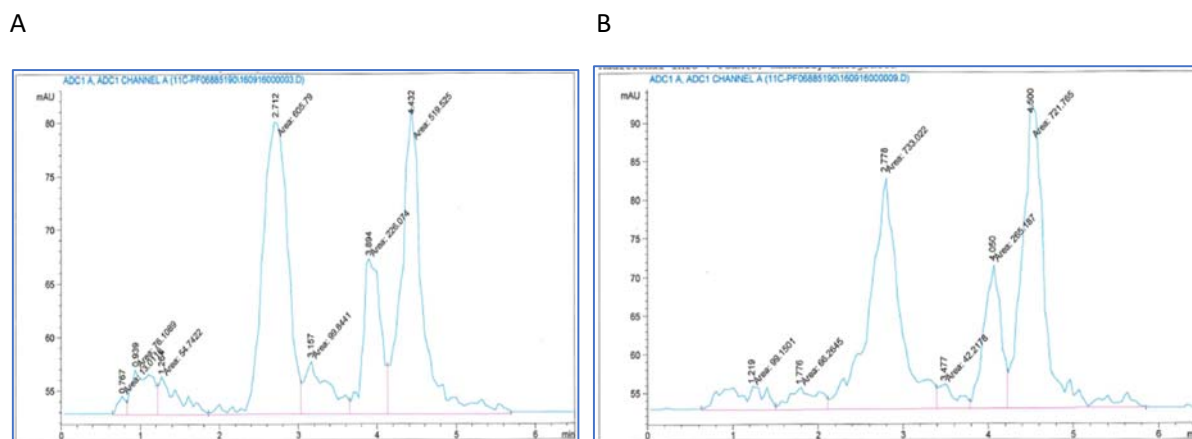 A
B
ADC1 A, ADC1 CHANNEL A (11C-PF06885190\160916000003.D)
mAU
80
75
70
65
60
55
0.767
0.939
Area: 76.1089
Area: 54.7422
2.712
Area: 605.79
3.157
Area: 99.8441
3.894
Area: 226.074
4.432
Area: 519.525
0 1 2 3 4 5 6 min
ADC1 A, ADC1 CHANNEL A (11C-PF06885190\160916000009.D)
mAU
90
85
80
75
70
65
60
55
1.219
Area: 99.1501
1.776
Area: 66.2645
2.778
Area: 733.022
3.477
Area: 42.2178
4.050
Area: 265.187
4.500
Area: 721.765
0 1 2 3 4 5 6